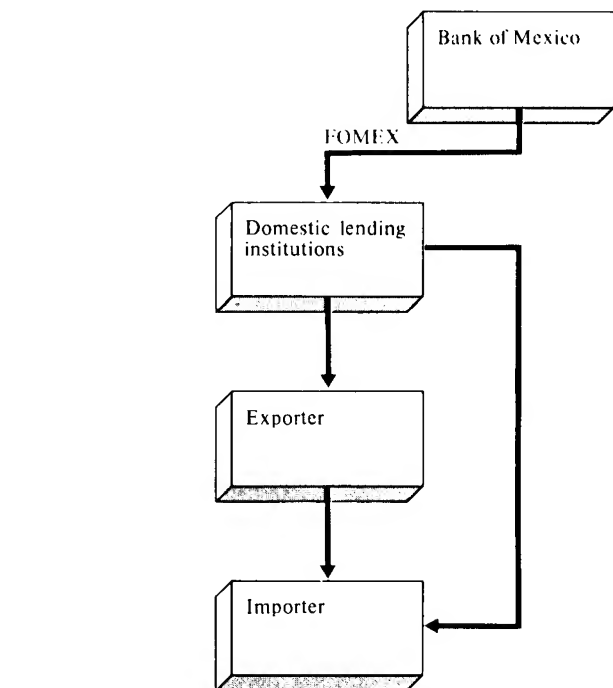 Bank of Mexico
FOMEX
Domestic lending
institutions
Exporter
Importer